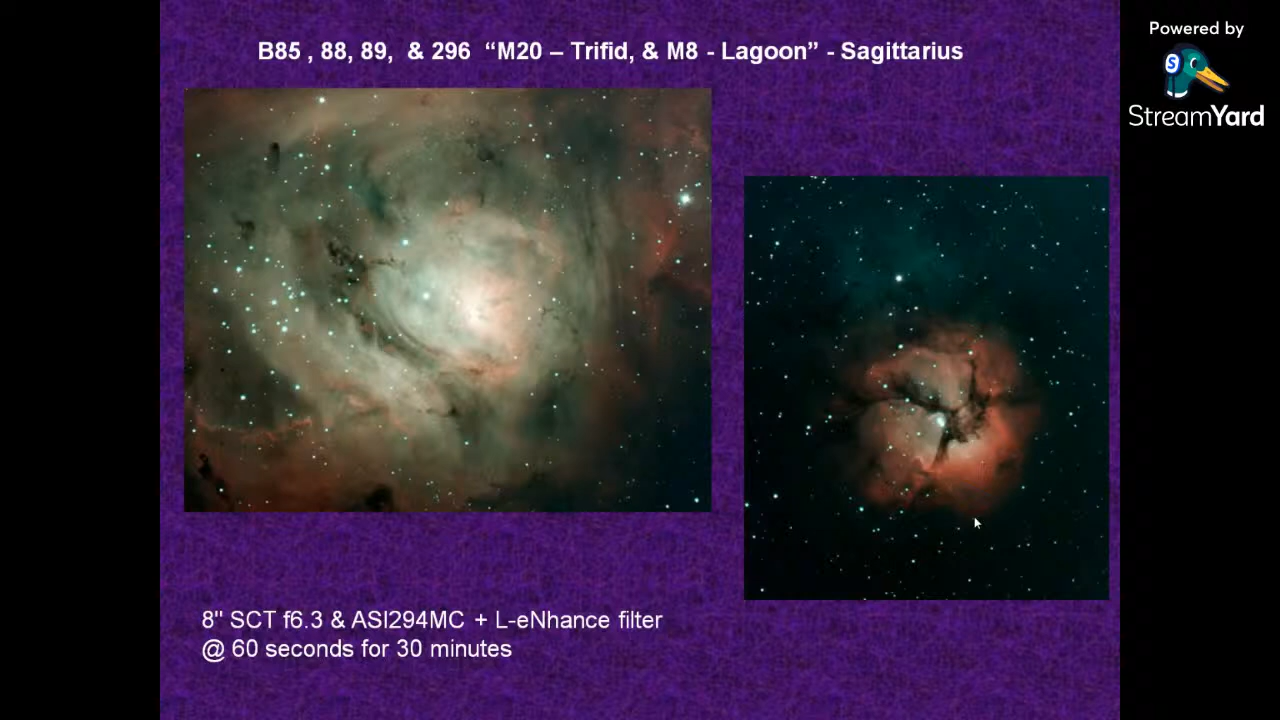 B85 , 88, 89,  & 296  “M20 – Trifid, & M8 - Lagoon” - Sagittarius
Powered by
S
StreamYard
8" SCT f6.3 & ASI294MC + L-eNhance filter
@ 60 seconds for 30 minutes